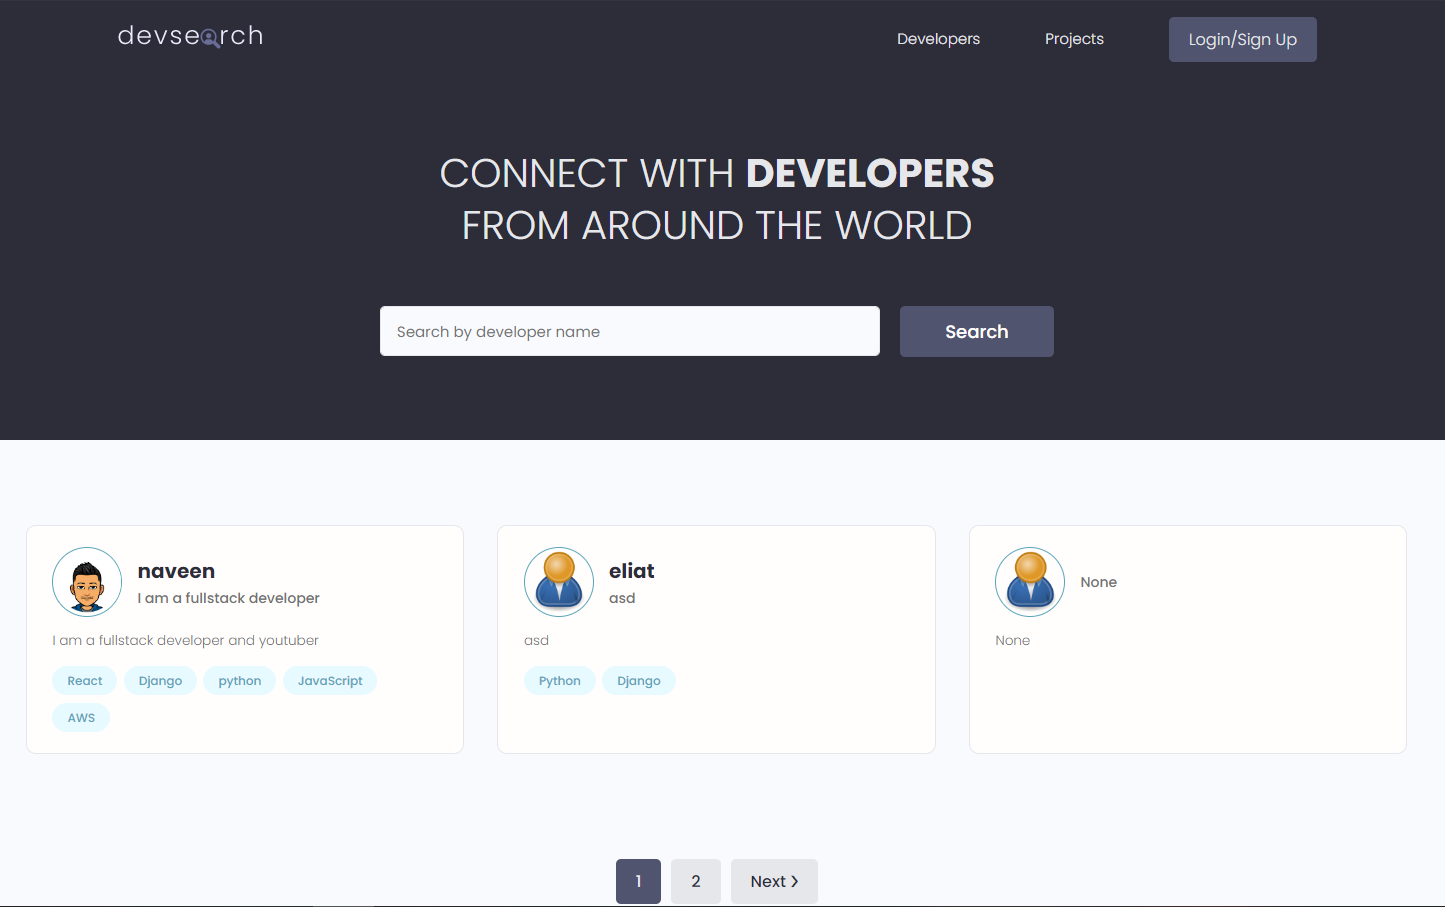 devsearch
Developers
Projects
Login/Sign Up
CONNECT WITH DEVELOPERS
FROM AROUND THE WORLD
Search by developer name
Search
naveen
I am a fullstack developer
I am a fullstack developer and youtuber
React
Django
python
JavaScript
AWS
eliat
asd
asd
Python
Django
None
None
1
2
Next ❯